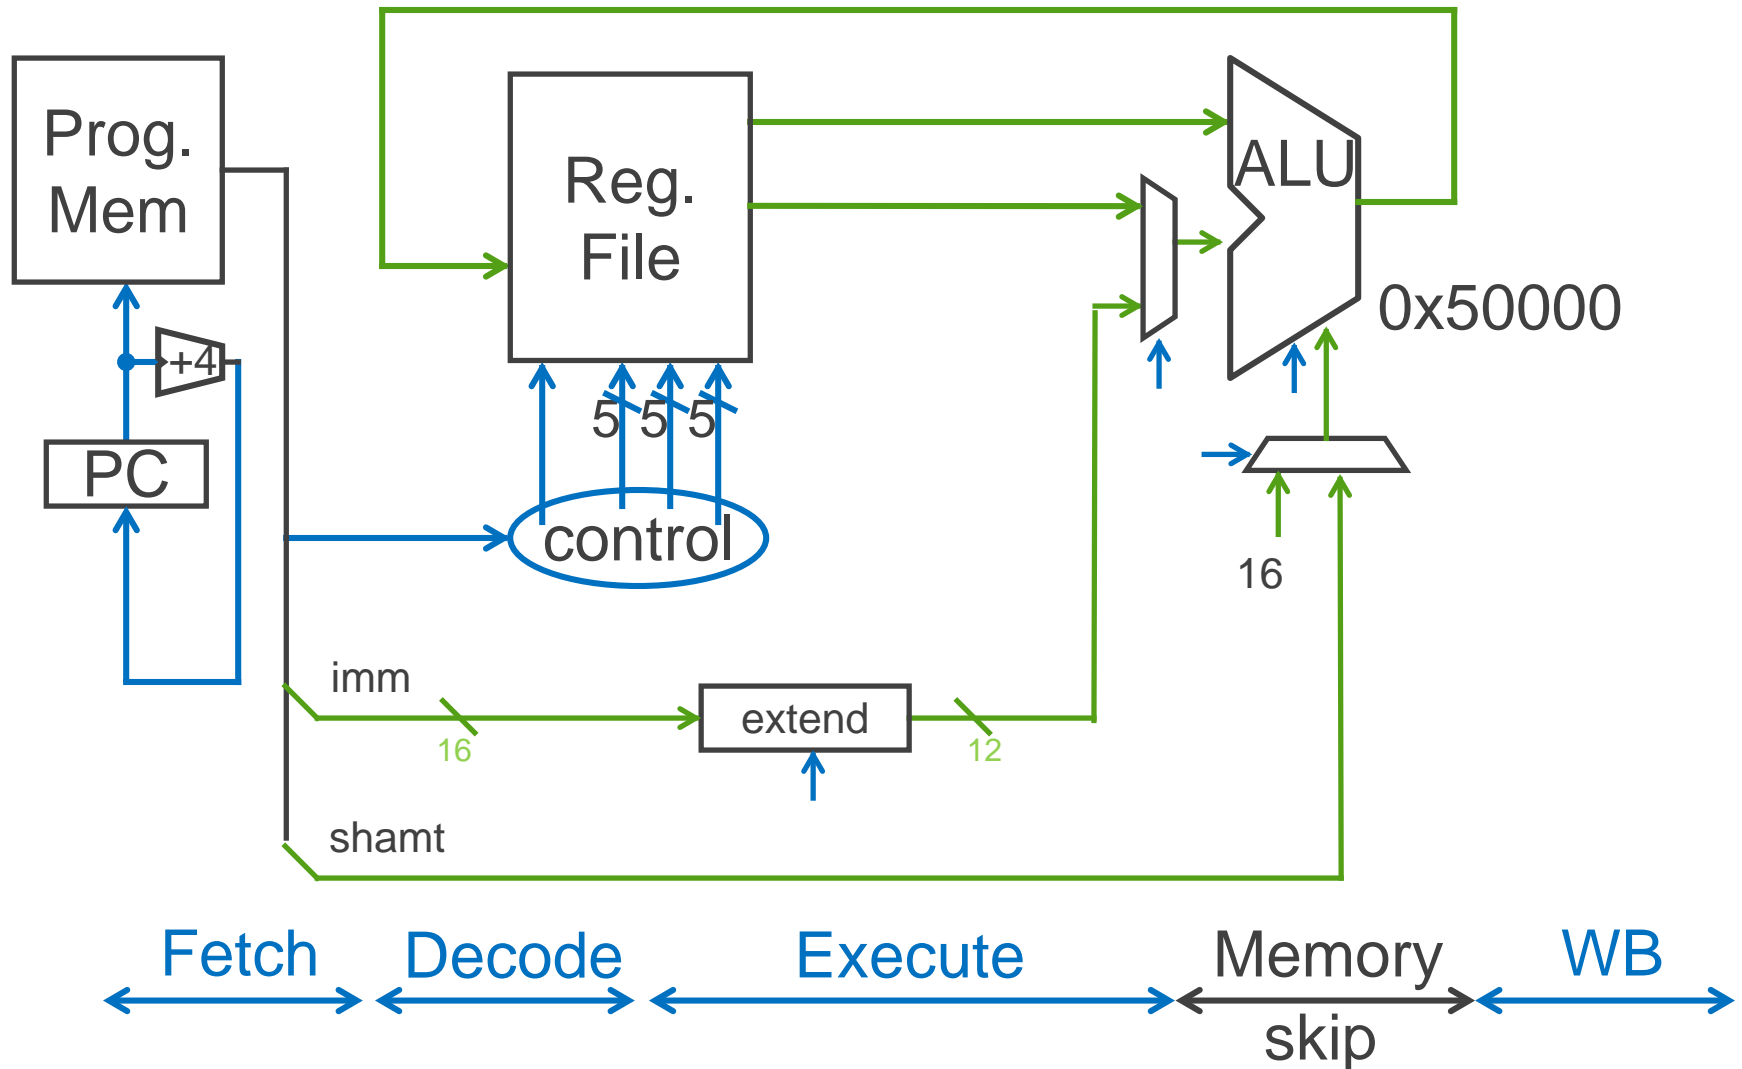 Prog.
Mem
+4
PC
Reg.
File
5 5 5
control
ALU
0x50000
16
imm
16
extend
12
shamt
Fetch
Decode
Execute
Memory
skip
WB